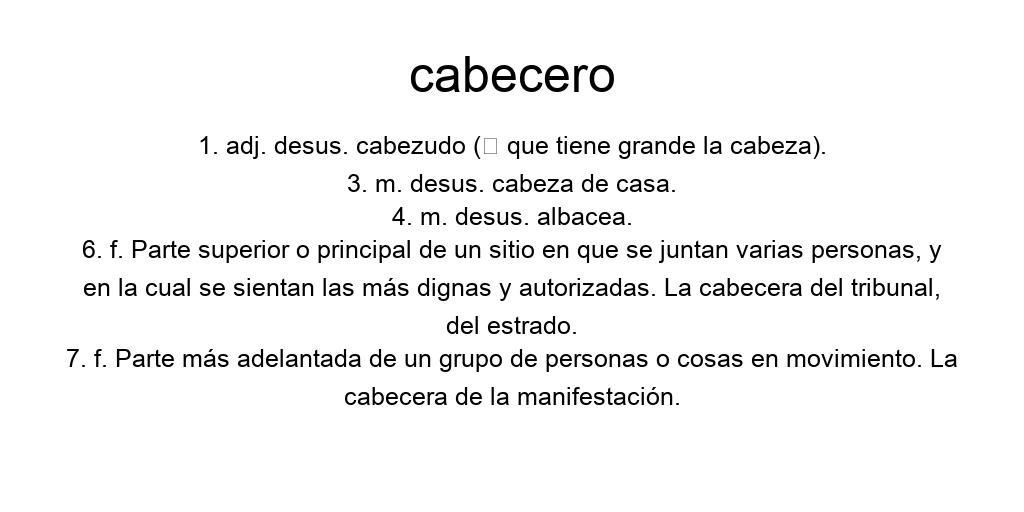 cabecero
1. adj. desus. cabezudo (‖ que tiene grande la cabeza).
3. m. desus. cabeza de casa.
4. m. desus. albacea.
6. f. Parte superior o principal de un sitio en que se juntan varias personas, y
en la cual se sientan las más dignas y autorizadas. La cabecera del tribunal,
del estrado.
7. f. Parte más adelantada de un grupo de personas o cosas en movimiento. La
cabecera de la manifestación.